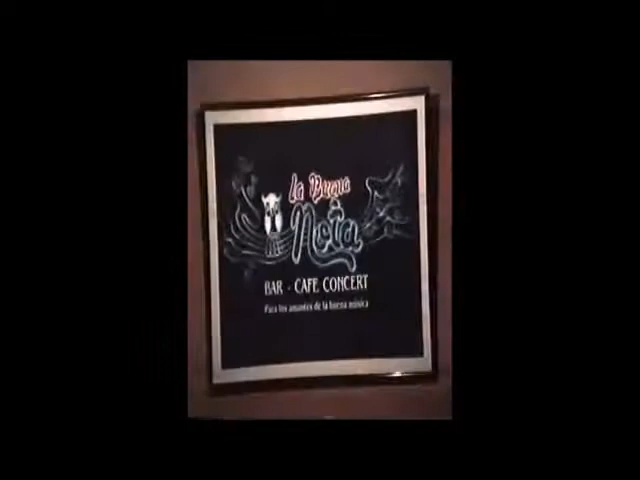 La Buena
Nota
BAR - CAFE CONCERT
Para los amantes de la buena música